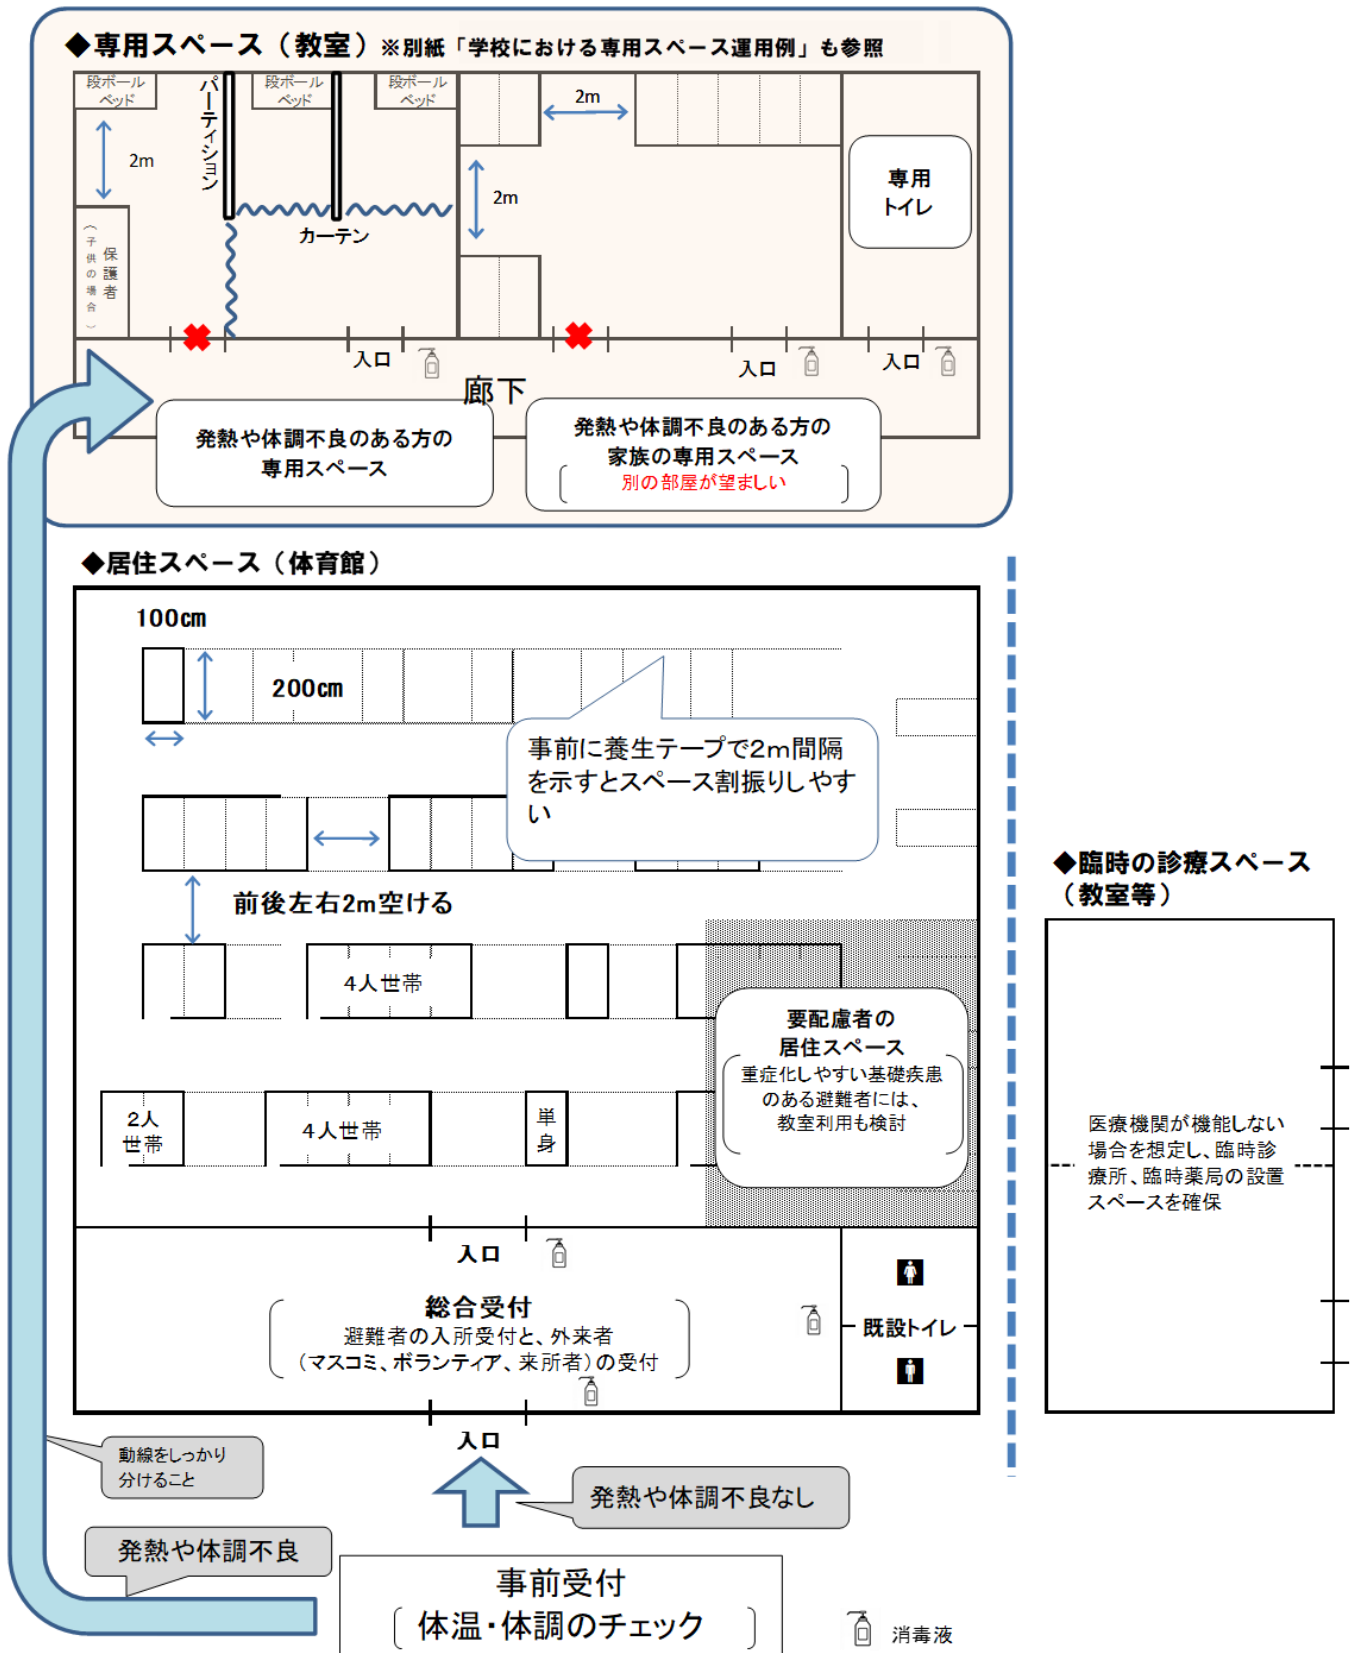 ◆専用スペース（教室）※別紙「学校における専用スペース運用例」も参照
段ボール
ベッド
パーティション
段ボール
ベッド
段ボール
ベッド
2m
2m
2m
専用
トイレ
カーテン
保護者
（子供の場合）
入口
入口
入口
廊下
発熱や体調不良のある方の
専用スペース
発熱や体調不良のある方の
家族の専用スペース
別の部屋が望ましい
◆居住スペース（体育館）
100cm
200cm
事前に養生テープで2m間隔
を示すとスペース割振りしやす
い
前後左右2m空ける
4人世帯
要配慮者の
居住スペース
重症化しやすい基礎疾患
のある避難者には、
教室利用も検討
2人
世帯
4人世帯
単身
入口
総合受付
避難者の入所受付と、外来者
（マスコミ、ボランティア、来所者）の受付
既設トイレ
入口
◆臨時の診療スペース
（教室等）
医療機関が機能しない
場合を想定し、臨時診
療所、臨時薬局の設置
スペースを確保
動線をしっかり
分けること
発熱や体調不良なし
発熱や体調不良
事前受付
体温・体調のチェック
消毒液